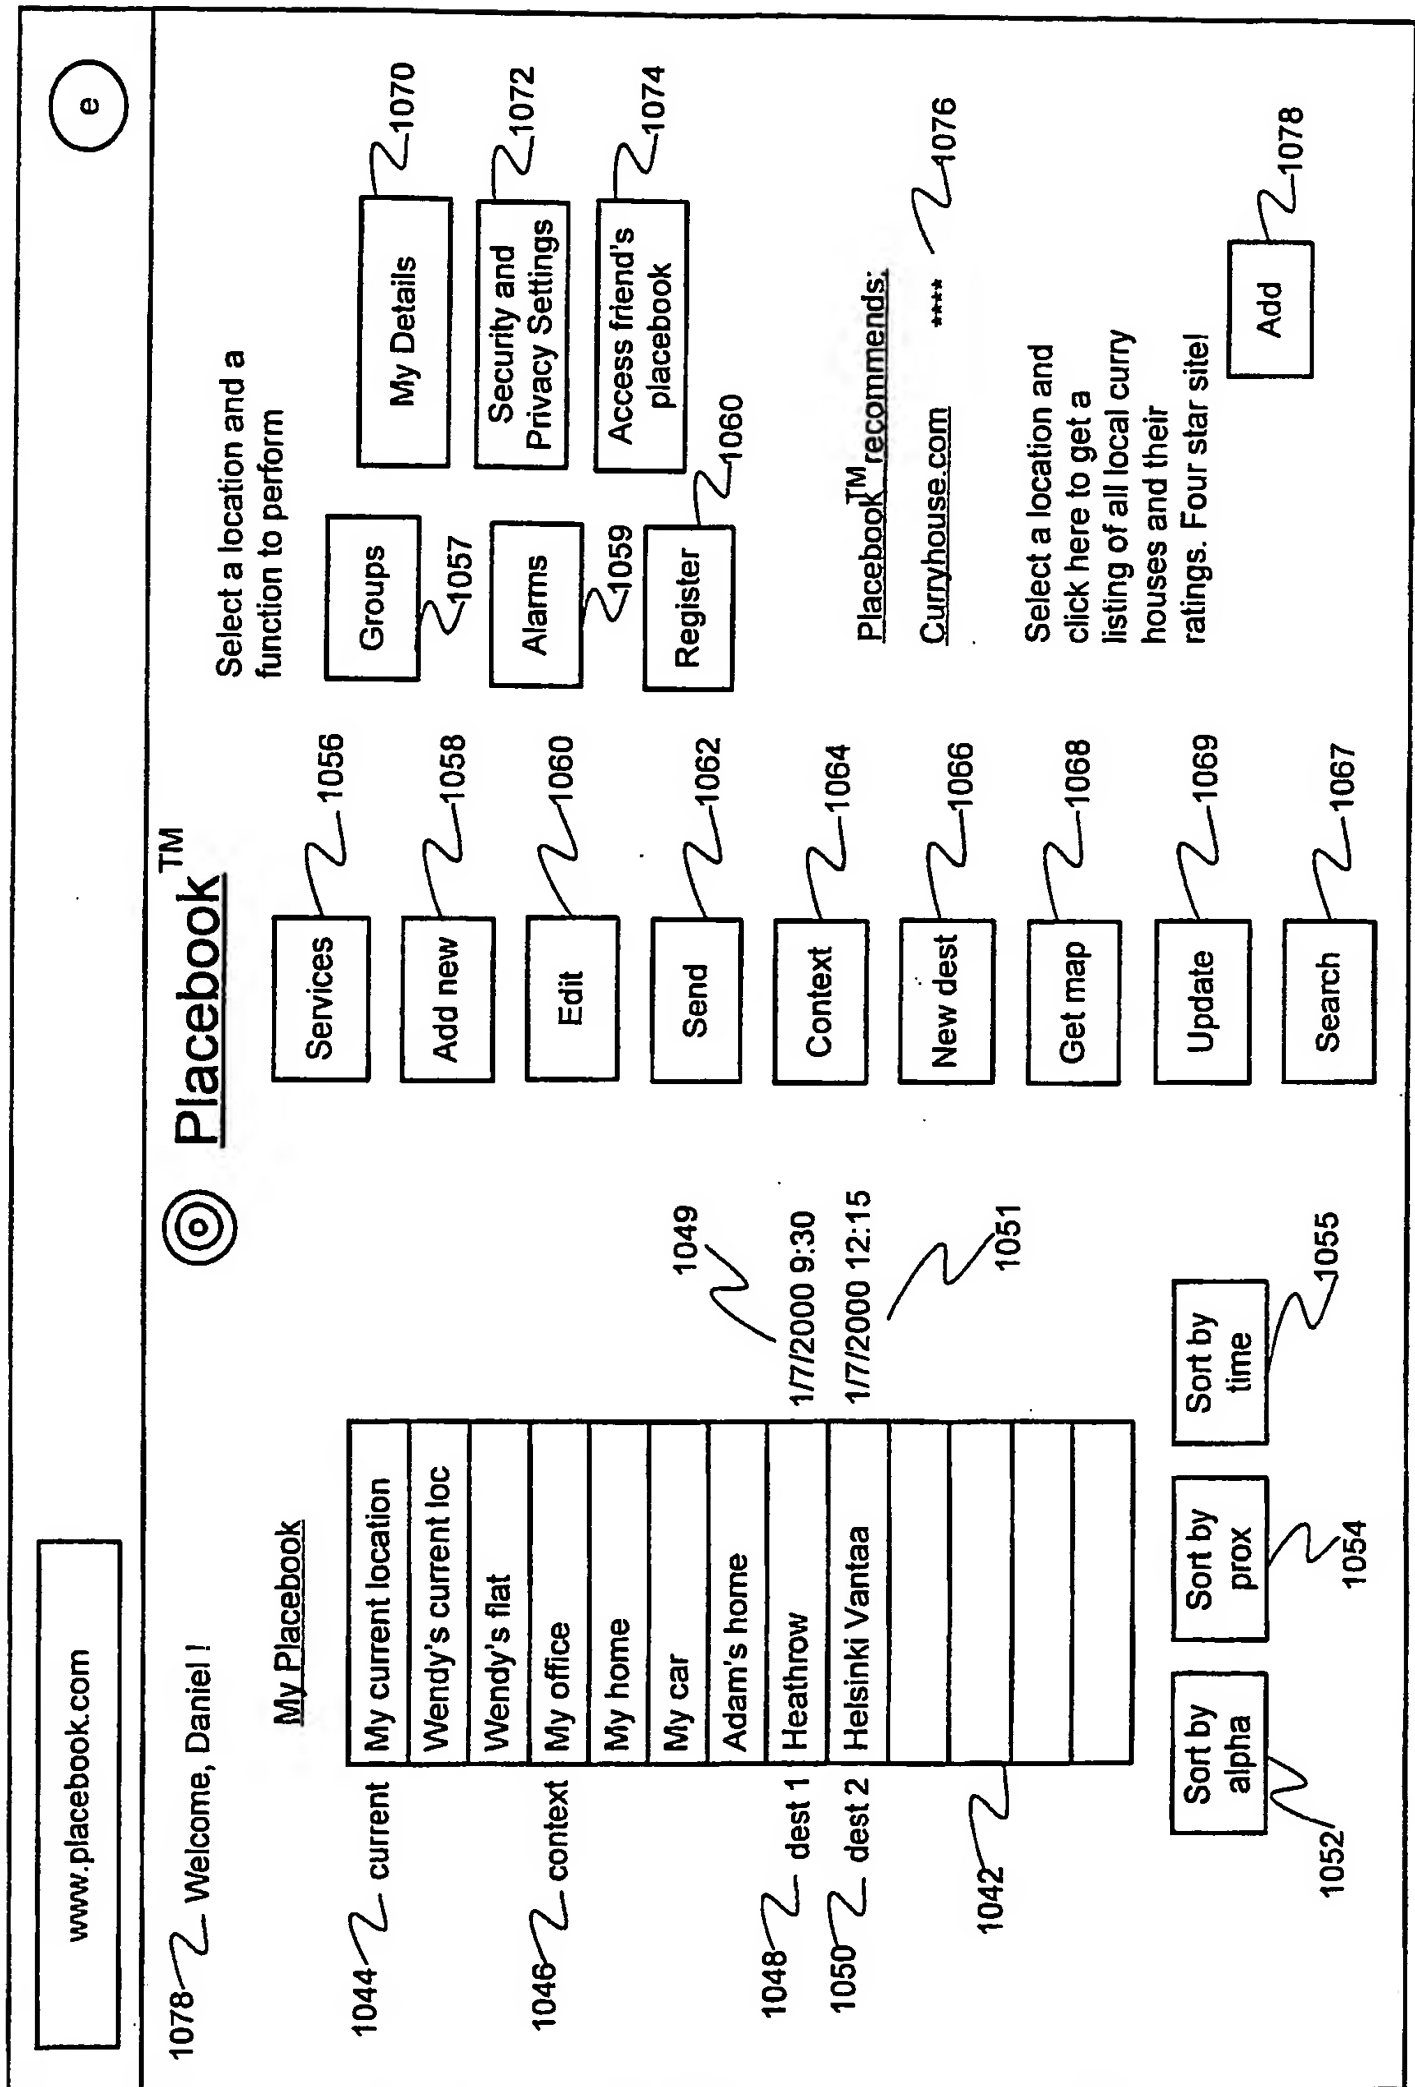 www.placebook.com
e
1078 Welcome, Daniel !
Placebook™
My Placebook
1044 current My current location
Wendy's current loc
Wendy's flat
1046 context My office
My home
My car
Adam's home
1048 dest 1 Heathrow 1/7/2000 9:30
1049
1050 dest 2 Helsinki Vantaa 1/7/2000 12:15
1051
1042
Sort by
alpha
1052
Sort by
prox
1054
Sort by
time
1055
Services 1056
Add new 1058
Edit 1060
Send 1062
Context 1064
New dest 1066
Get map 1068
Update 1069
Search 1067
Select a location and a
function to perform
Groups
1057
Alarms
1059
Register
1060
My Details
1070
Security and
Privacy Settings
1072
Access friend's
placebook
1074
Placebook™ recommends:
Curryhouse.com **** 1076
Select a location and
click here to get a
listing of all local curry
houses and their
ratings. Four star site!
Add
1078